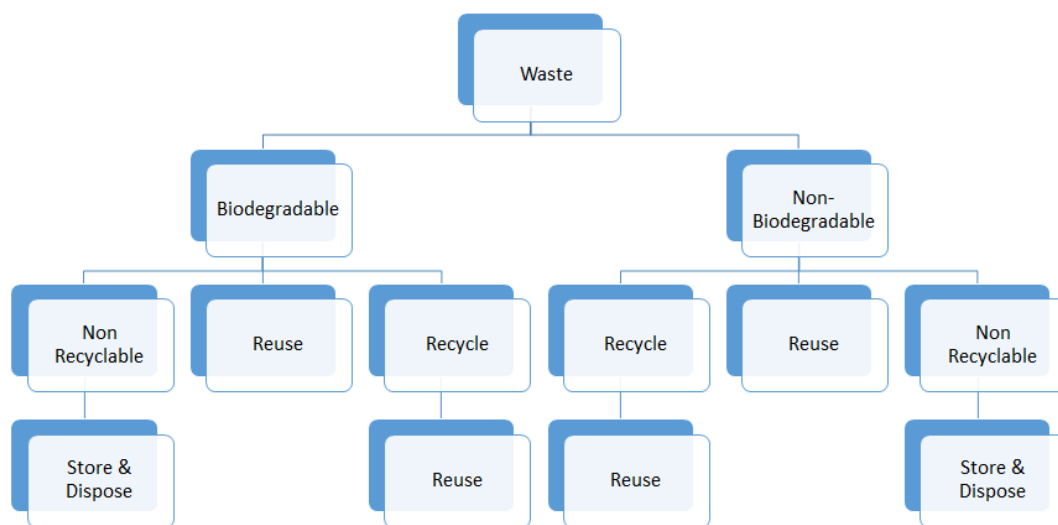 Waste
Biodegradable
Non-
Biodegradable
Non
Recyclable
Reuse
Recycle
Recycle
Reuse
Non
Recyclable
Store &
Dispose
Reuse
Reuse
Store &
Dispose